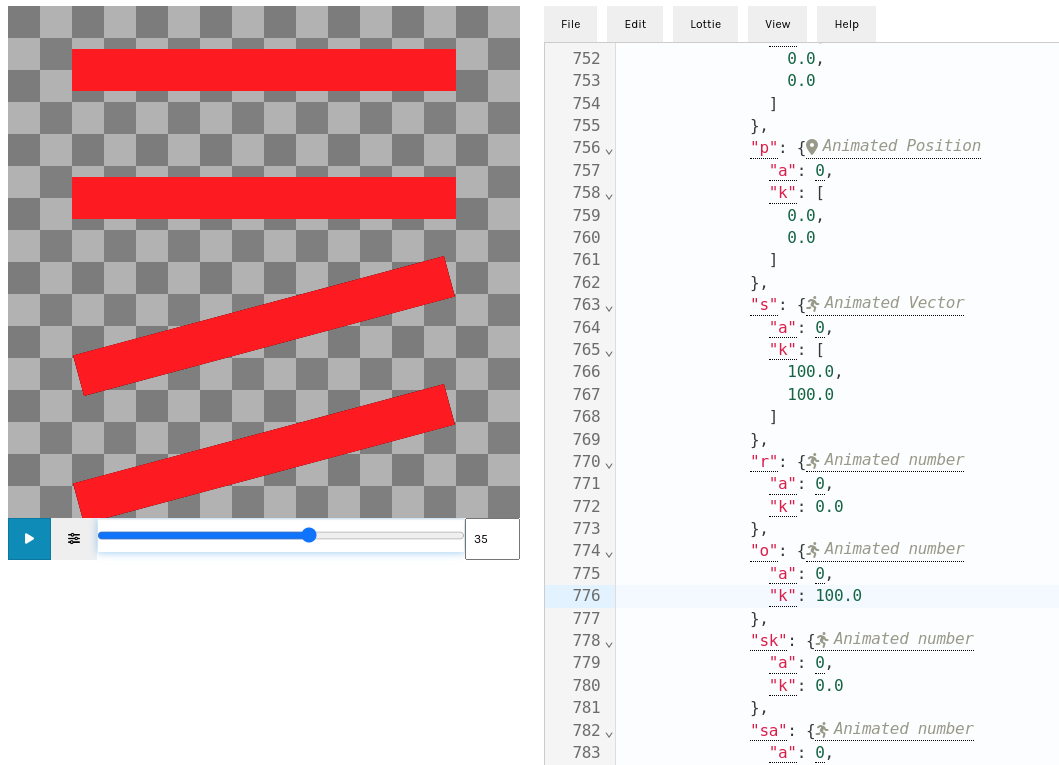 File Edit Lottie View Help
752 0.0,
753 0.0
754 ]
755 },
756 "p": { Animated Position
757 "a": 0,
758 "k": [
759 0.0,
760 0.0
761 ]
762 },
763 "s": { Animated Vector
764 "a": 0,
765 "k": [
766 100.0,
767 100.0
768 ]
769 },
770 "r": { Animated number
771 "a": 0,
772 "k": 0.0
773 },
774 "o": { Animated number
775 "a": 0,
776 "k": 100.0
777 },
778 "sk": { Animated number
779 "a": 0,
780 "k": 0.0
781 },
782 "sa": { Animated number
783 "a": 0,
35